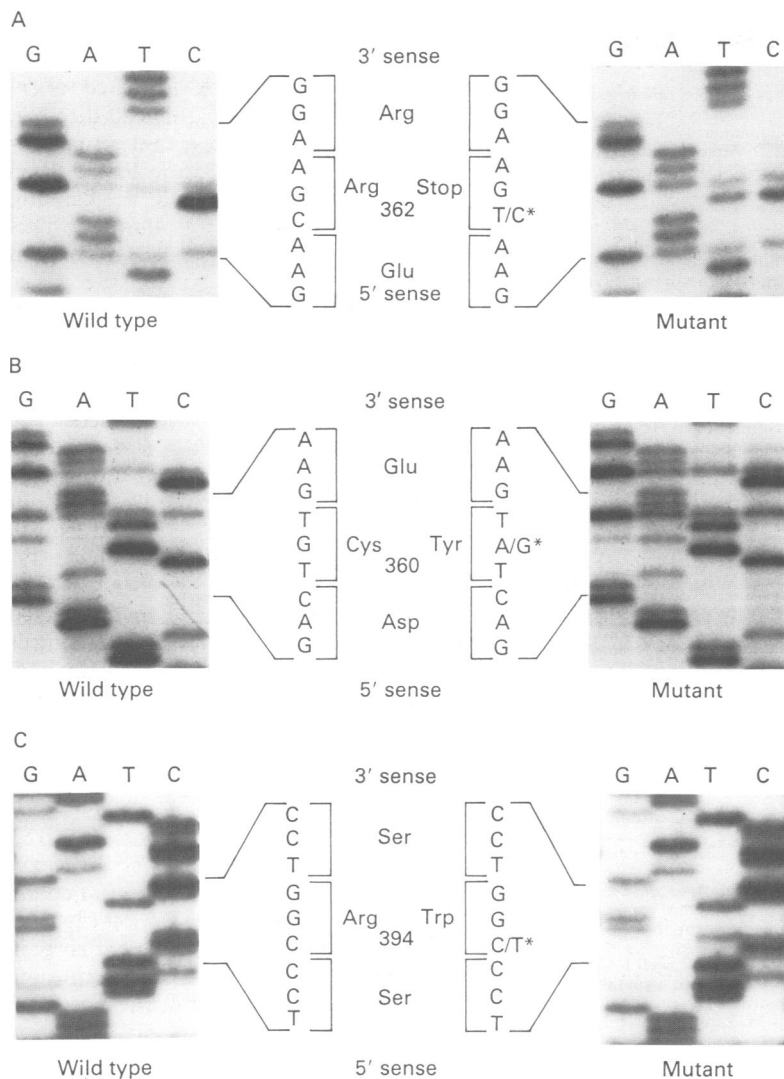 A
G A T C
3′ sense
G A T C
G G
G Arg G
A A
A A
G Arg Stop G
C 362 T/C*
A A
A Glu A
G 5′ sense G
Wild type
Mutant
B
G A T C
3′ sense
G A T C
A A
A Glu A
G G
T T
G Cys Tyr A/G*
T 360 T
C C
A Asp A
G G
Wild type
5′ sense
Mutant
C
G A T C
3′ sense
G A T C
C C
C Ser C
T T
G G
G Arg Trp G
C 394 C/T*
C C
C Ser C
T T
Wild type
5′ sense
Mutant